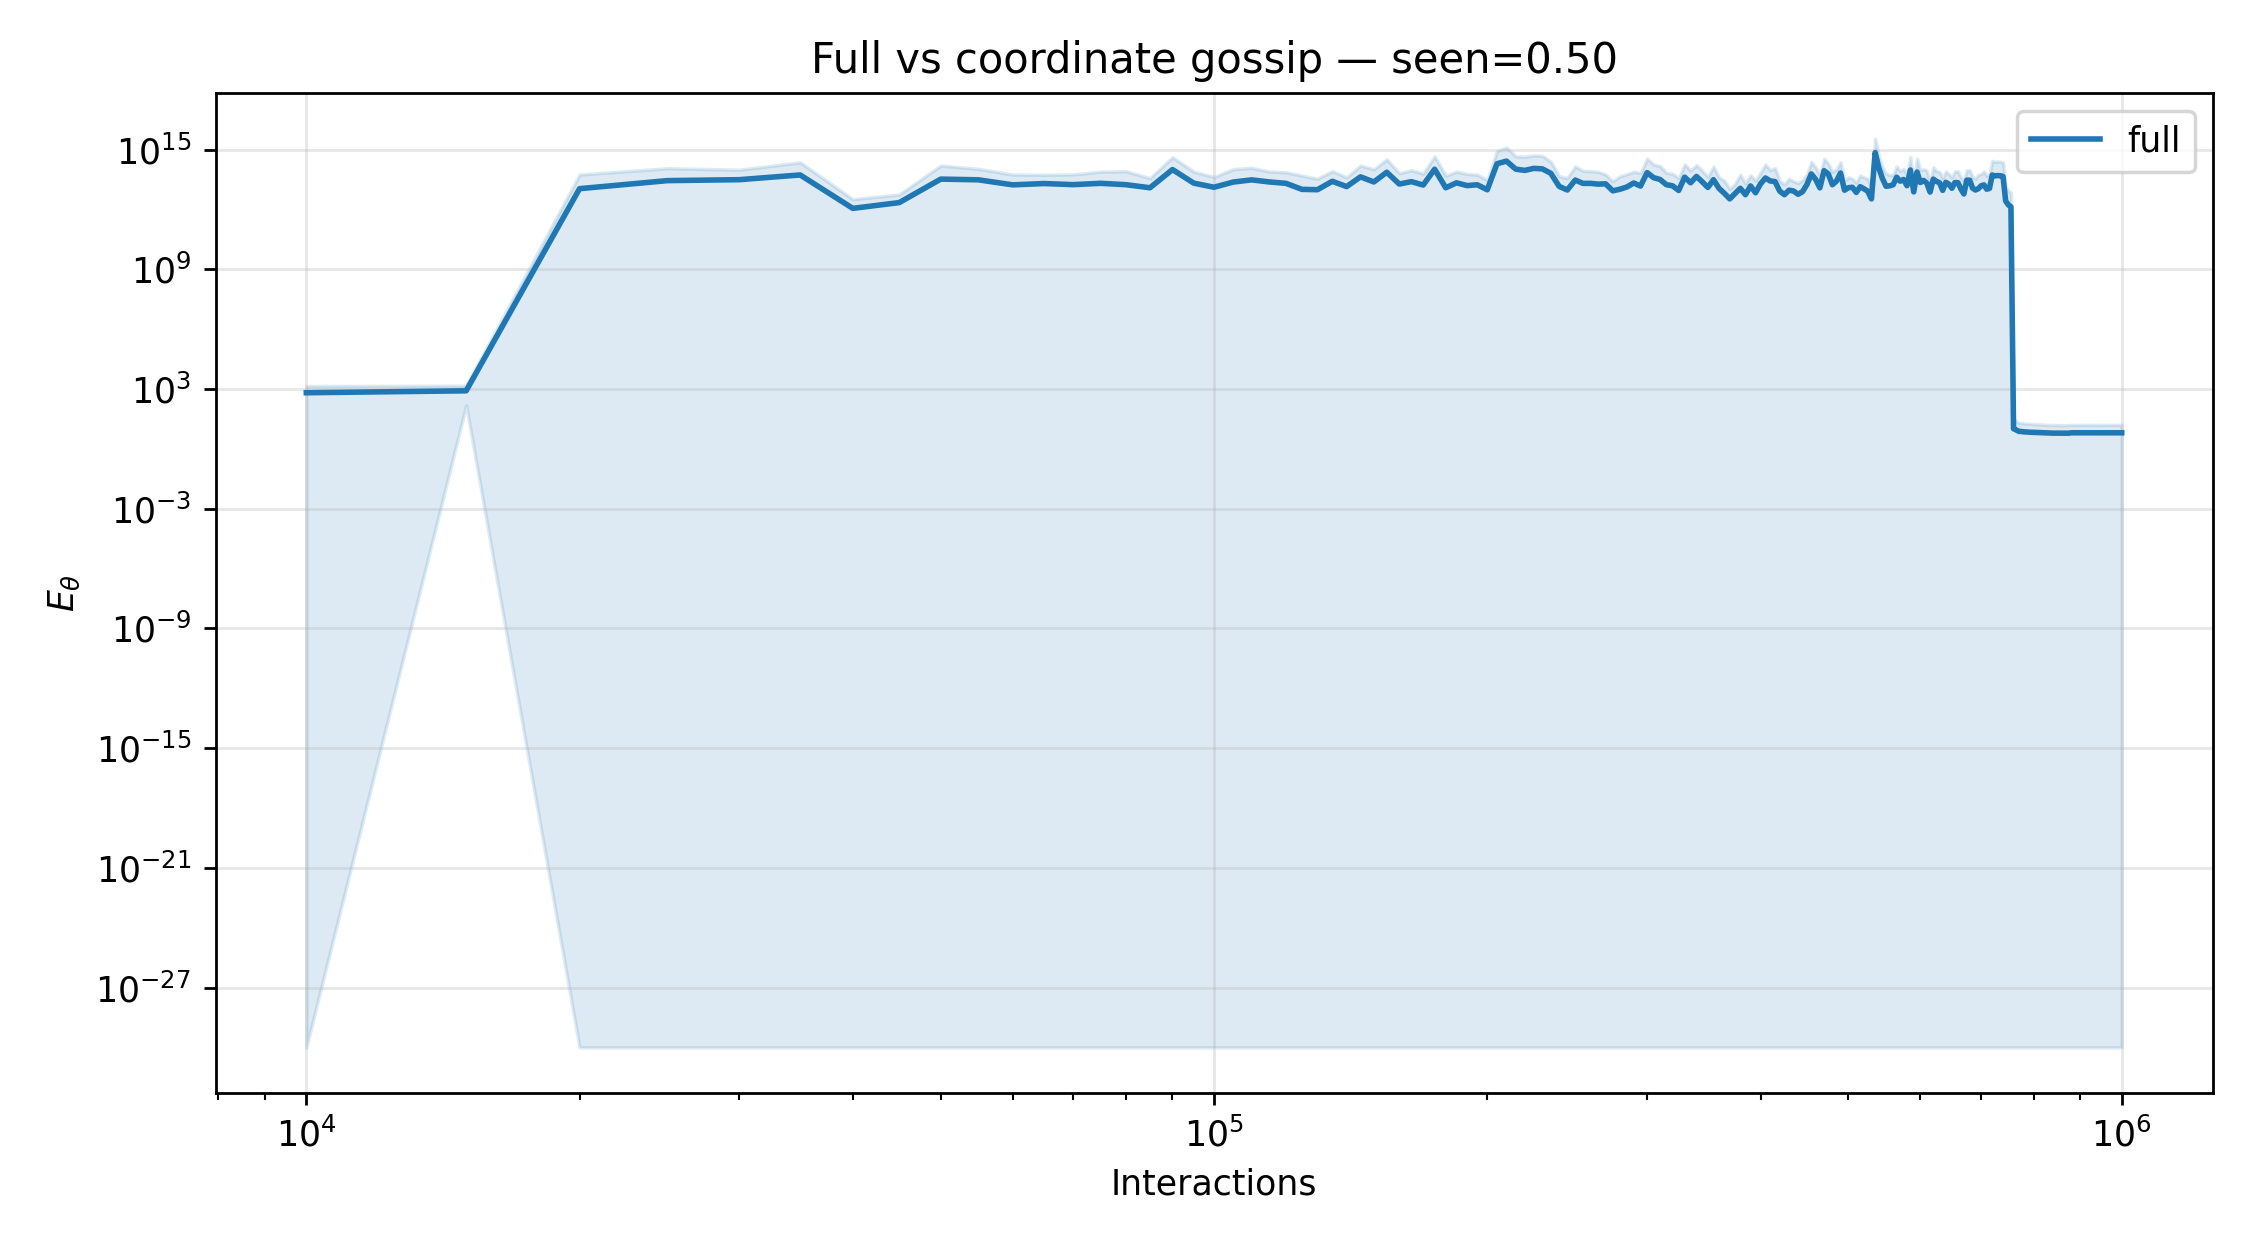 Full vs coordinate gossip — seen=0.50
full
10^15
10^9
10^3
10^−3
10^−9
10^−15
10^−21
10^−27
E_θ
10^4 10^5 10^6
Interactions